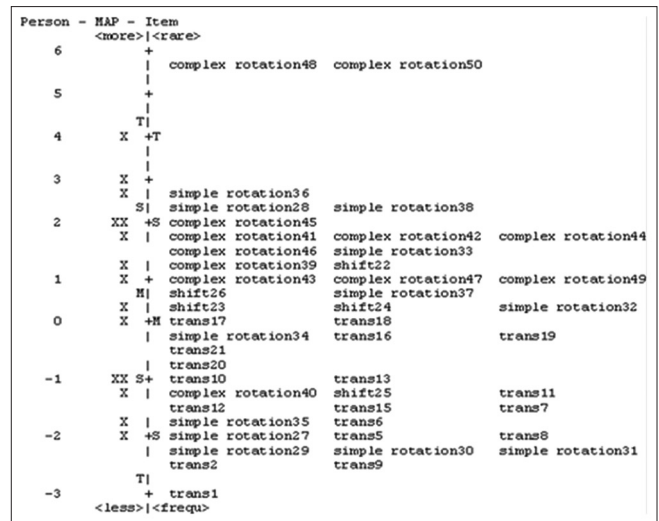 Person - MAP - Item
<more>|<rare>
6 +
| complex rotation48 complex rotation50
|
5 +
|
T|
4 X +T
|
|
3 X +
X | simple rotation36
S| simple rotation28 simple rotation38
2 XX +S complex rotation45
X | complex rotation41 complex rotation42 complex rotation44
complex rotation46 simple rotation33
X | complex rotation39 shift22
1 X + complex rotation43 complex rotation47 complex rotation49
M| shift26 simple rotation37
X | shift23 shift24 simple rotation32
0 X +M trans17 trans18
| simple rotation34 trans16 trans19
trans21
| trans20
-1 XX S+ trans10 trans13
X | complex rotation40 shift25 trans11
trans12 trans15 trans7
X | simple rotation35 trans6
-2 X +S simple rotation27 trans5 trans8
| simple rotation29 simple rotation30 simple rotation31
trans2 trans9
T|
-3 + trans1
<less>|<frequ>